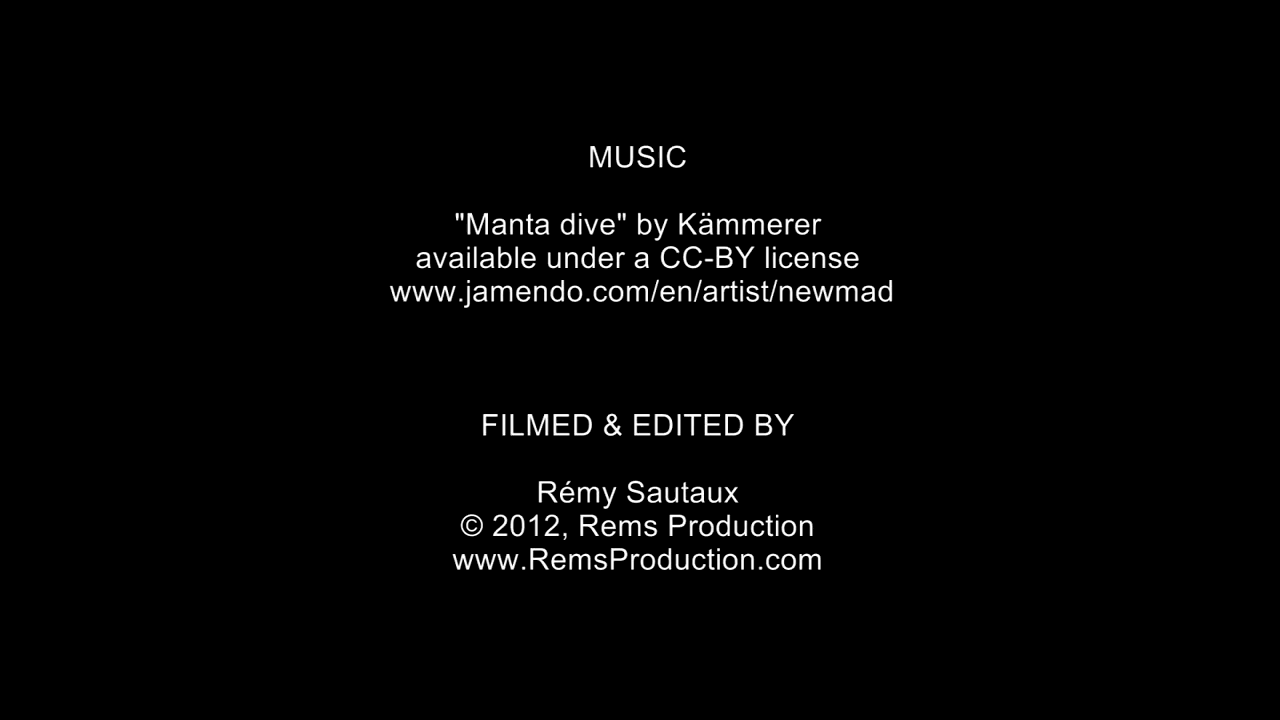 MUSIC
"Manta dive" by Kämmerer
available under a CC-BY license
www.jamendo.com/en/artist/newmad
FILMED & EDITED BY
Rémy Sautaux
© 2012, Rems Production
www.RemsProduction.com